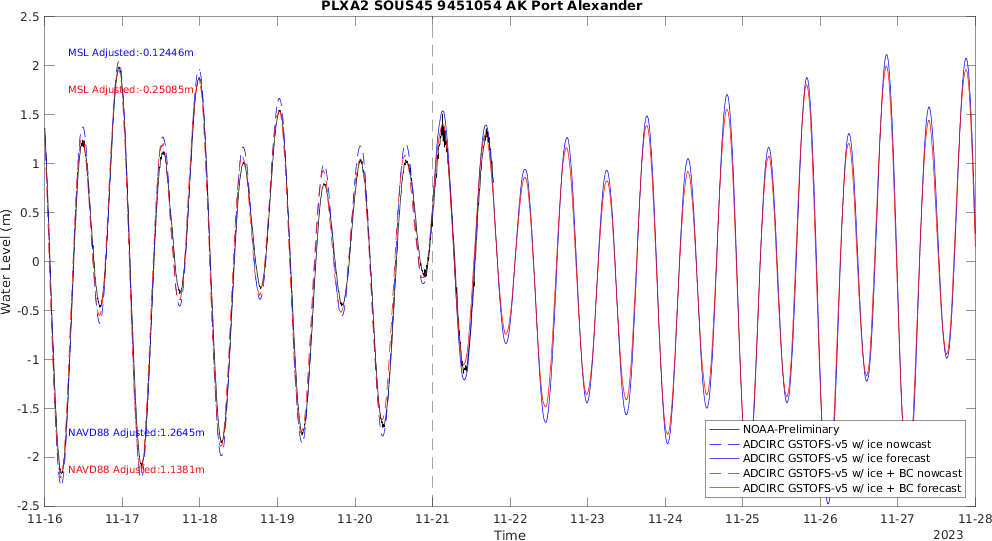 PLXA2 SOUS45 9451054 AK Port Alexander
2.5
2
1.5
1
0.5
0
-0.5
-1
-1.5
-2
-2.5
Water Level (m)
MSL Adjusted:-0.12446m
MSL Adjusted:-0.25085m
NAVD88 Adjusted:1.2645m
NAVD88 Adjusted:1.1381m
NOAA-Preliminary
ADCIRC GSTOFS-v5 w/ ice nowcast
ADCIRC GSTOFS-v5 w/ ice forecast
ADCIRC GSTOFS-v5 w/ ice + BC nowcast
ADCIRC GSTOFS-v5 w/ ice + BC forecast
11-16 11-17 11-18 11-19 11-20 11-21 11-22 11-23 11-24 11-25 11-26 11-27 11-28
Time
2023